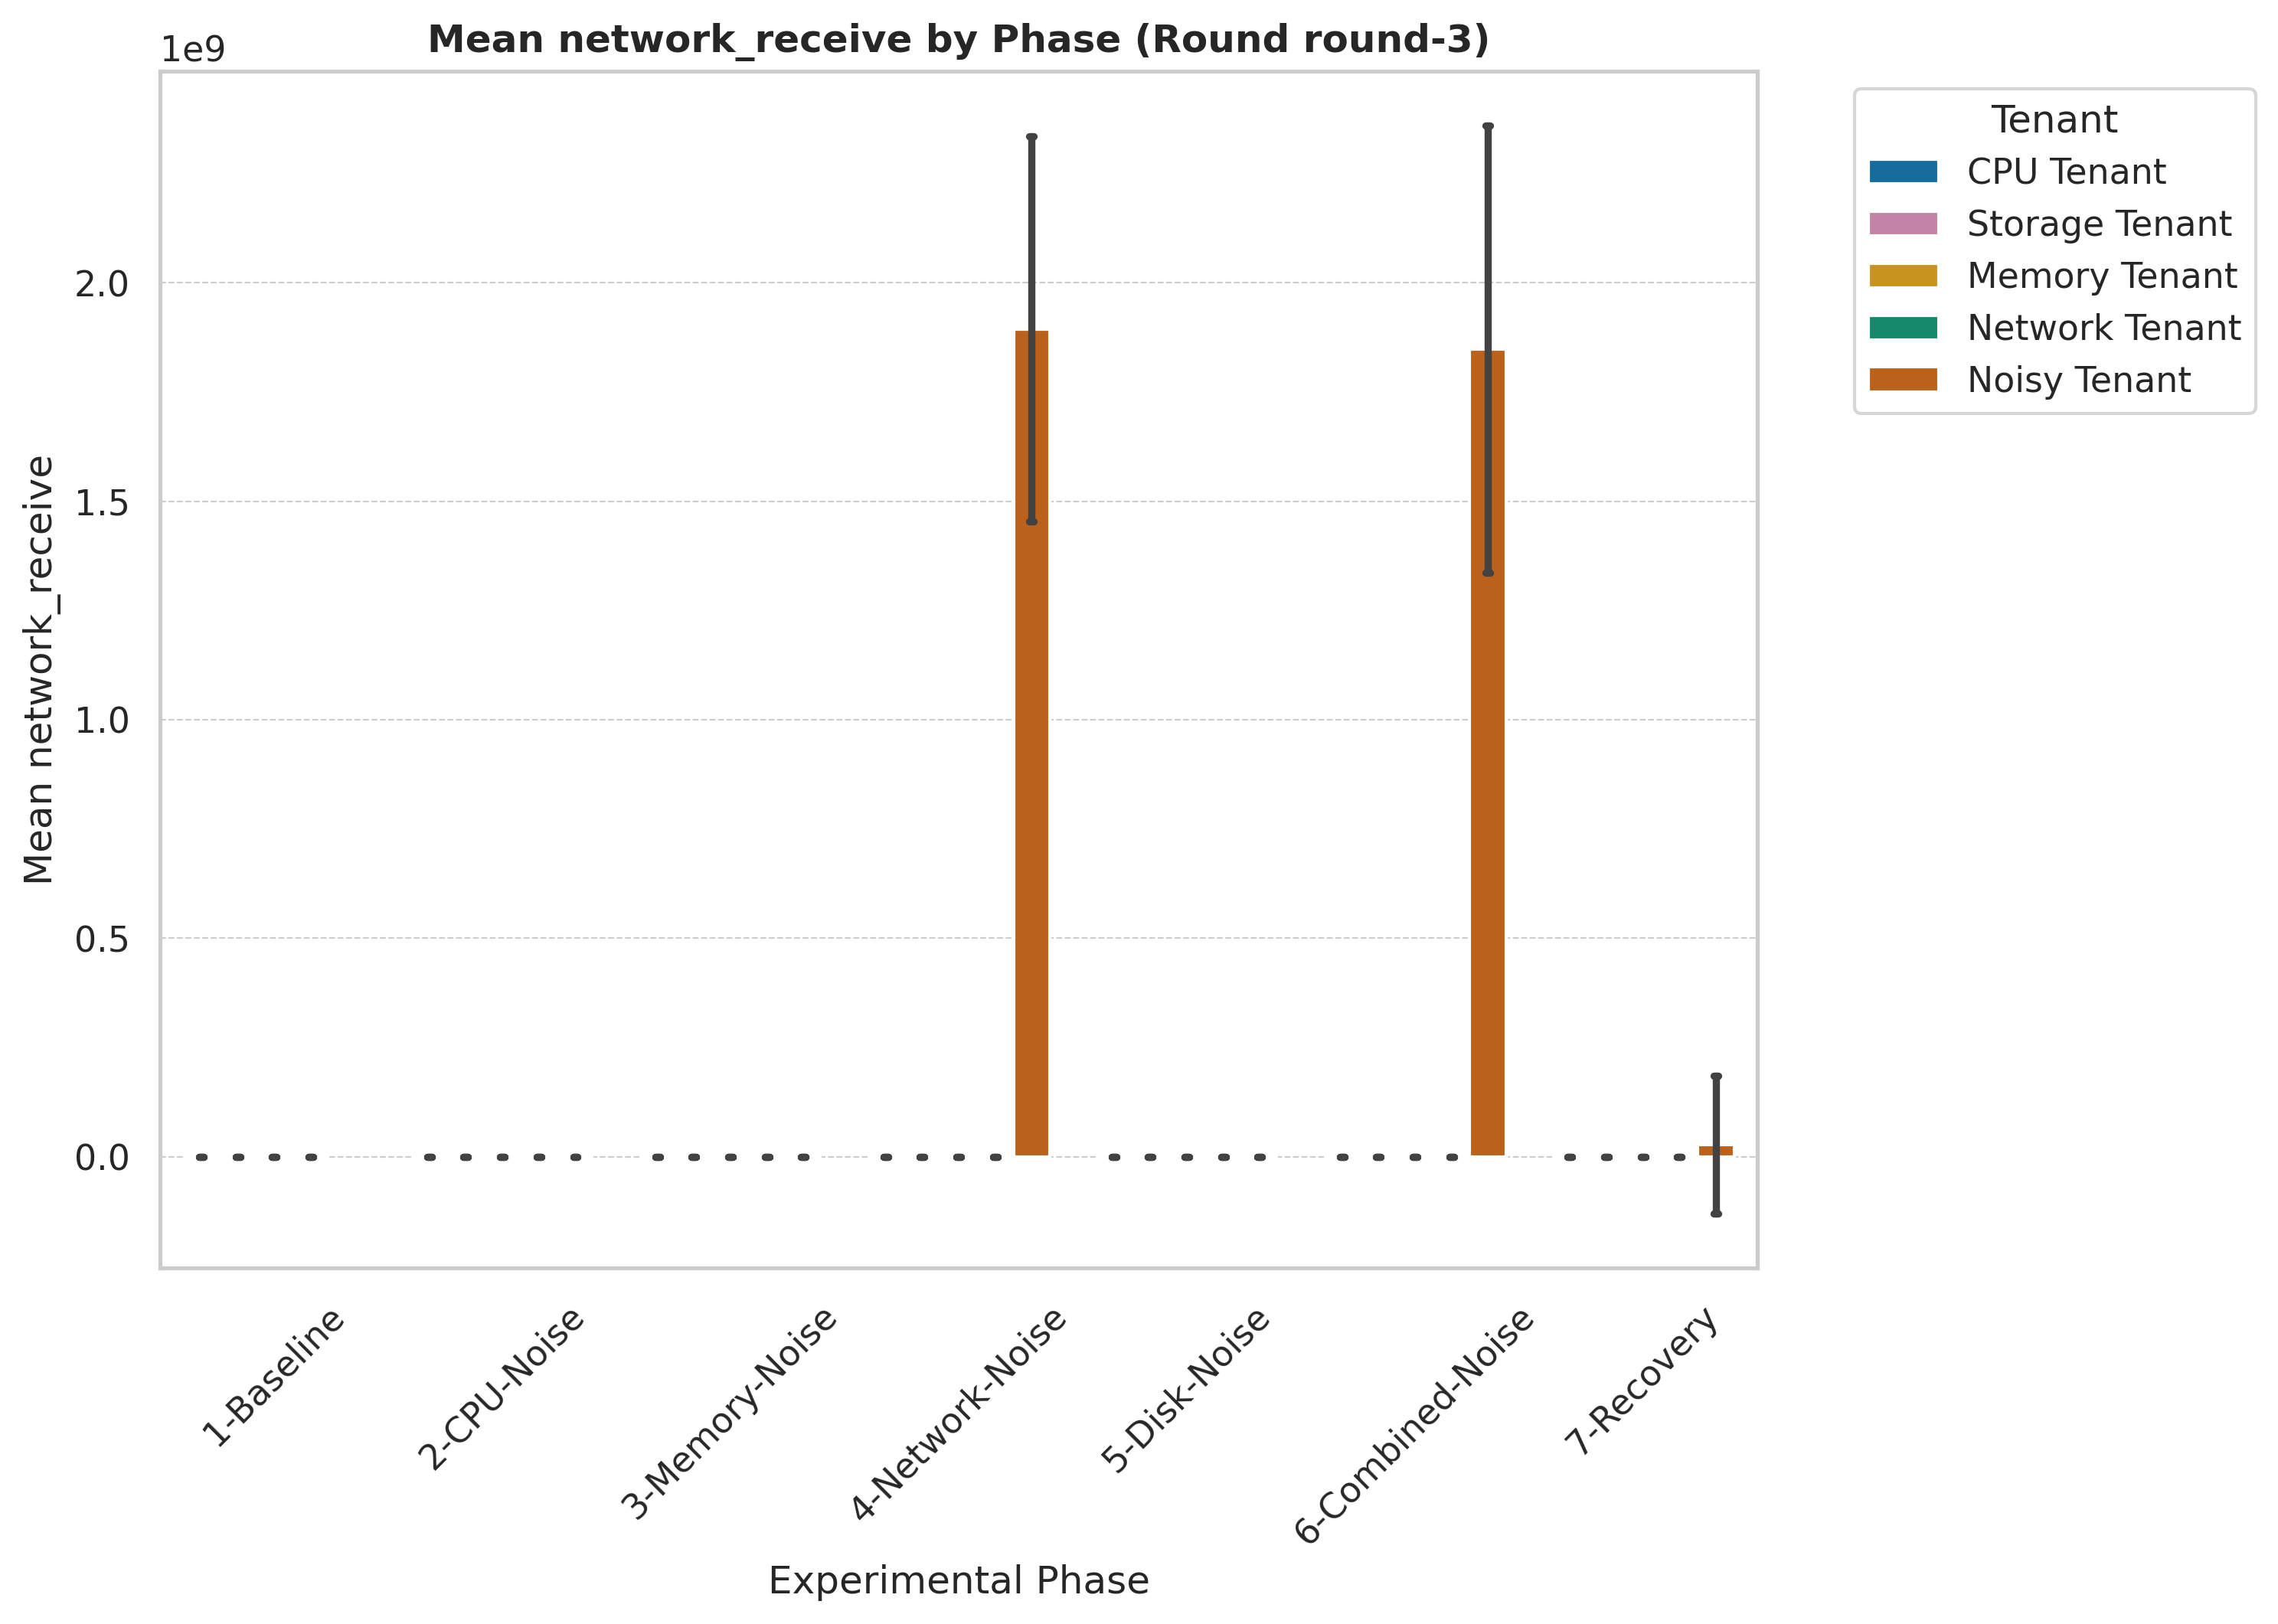 Mean network_receive by Phase (Round round-3)
1e9
Mean network_receive
2.0
1.5
1.0
0.5
0.0
1-Baseline
2-CPU-Noise
3-Memory-Noise
4-Network-Noise
5-Disk-Noise
6-Combined-Noise
7-Recovery
Experimental Phase
Tenant
CPU Tenant
Storage Tenant
Memory Tenant
Network Tenant
Noisy Tenant